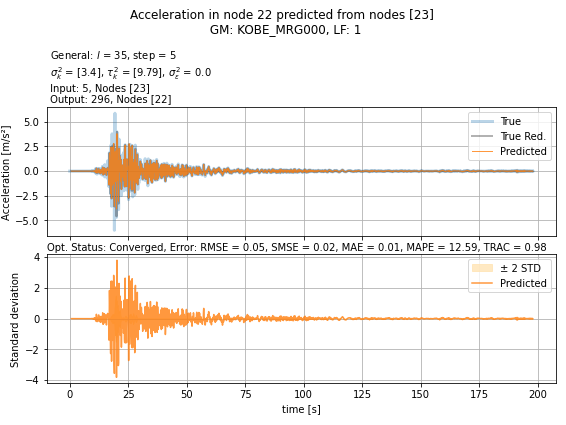 Acceleration in node 22 predicted from nodes [23]
GM: KOBE_MRG000, LF: 1
General: l = 35, step = 5
σ²ₖ = [3.4], τ²ₖ = [9.79], σ²ε = 0.0
Input: 5, Nodes [23]
Output: 296, Nodes [22]
Acceleration [m/s²]
5.0
2.5
0.0
−2.5
−5.0
True
True Red.
Predicted
Opt. Status: Converged, Error: RMSE = 0.05, SMSE = 0.02, MAE = 0.01, MAPE = 12.59, TRAC = 0.98
Standard deviation
4
2
0
−2
−4
± 2 STD
Predicted
0 25 50 75 100 125 150 175 200
time [s]